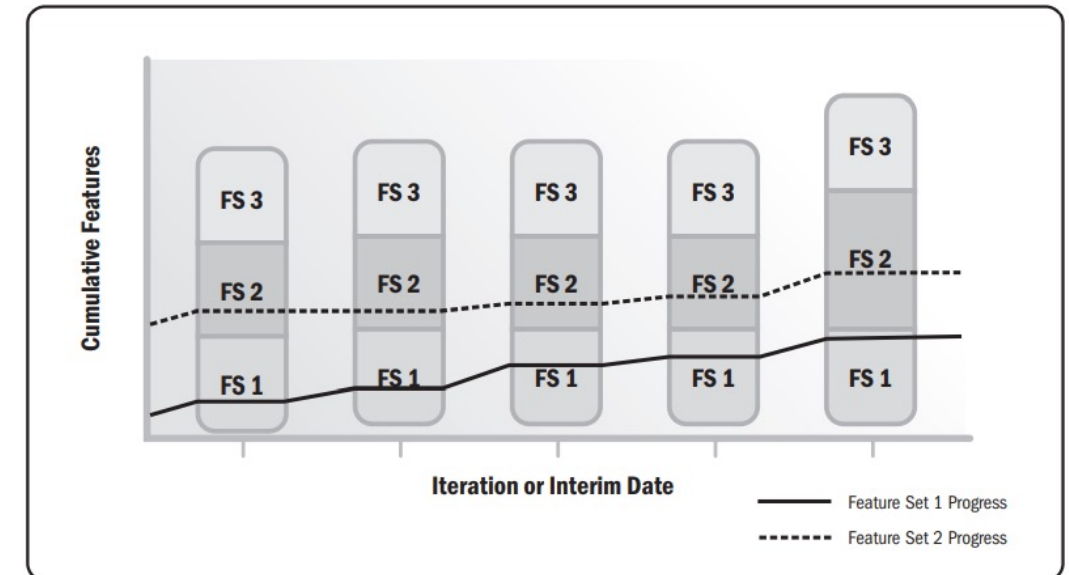 Cumulative Features
FS 3
FS 3
FS 3
FS 3
FS 3
FS 2
FS 2
FS 2
FS 2
FS 2
FS 1
FS 1
FS 1
FS 1
FS 1
Iteration or Interim Date
Feature Set 1 Progress
Feature Set 2 Progress